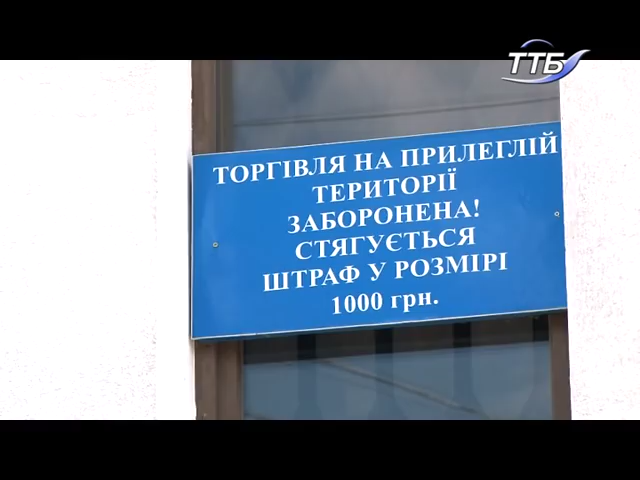 ТТБ
ТОРГІВЛЯ НА ПРИЛЕГЛІЙ
ТЕРИТОРІЇ
ЗАБОРОНЕНА!
СТЯГУЄТЬСЯ
ШТРАФ У РОЗМІРІ
1000 грн.